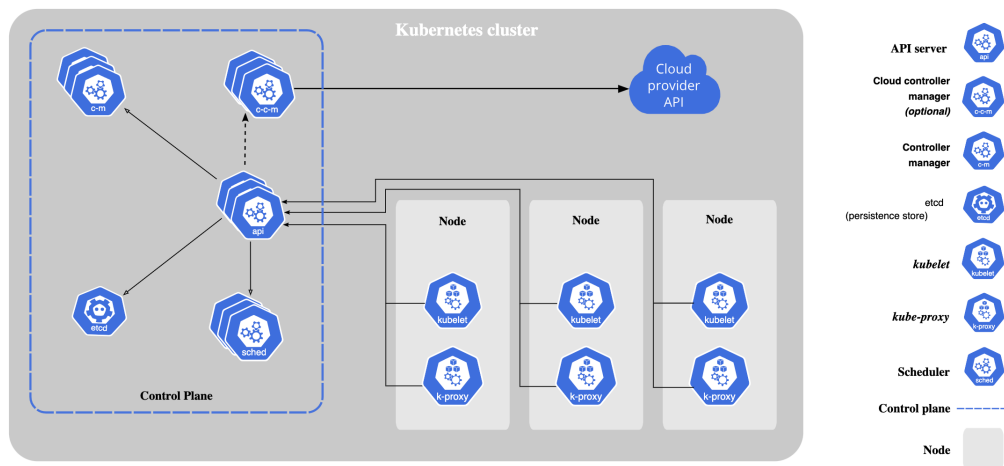 Kubernetes cluster
c-m
c-c-m
Cloud
provider
API
api
etcd
sched
Control Plane
Node
Node
Node
kubelet
kubelet
kubelet
k-proxy
k-proxy
k-proxy
API server
api
Cloud controller
manager
(optional)
c-c-m
Controller
manager
c-m
etcd
(persistence store)
etcd
kubelet
kubelet
kube-proxy
k-proxy
Scheduler
sched
Control plane
Node